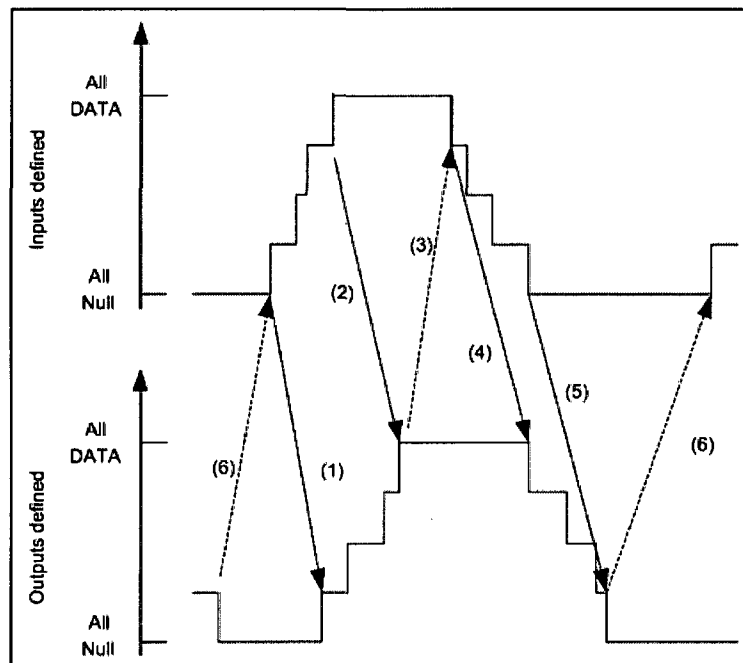 All
DATA
Inputs defined
All
Null
(1)
(2)
(3)
(4)
(5)
(6)
(6)
All
DATA
Outputs defined
All
Null